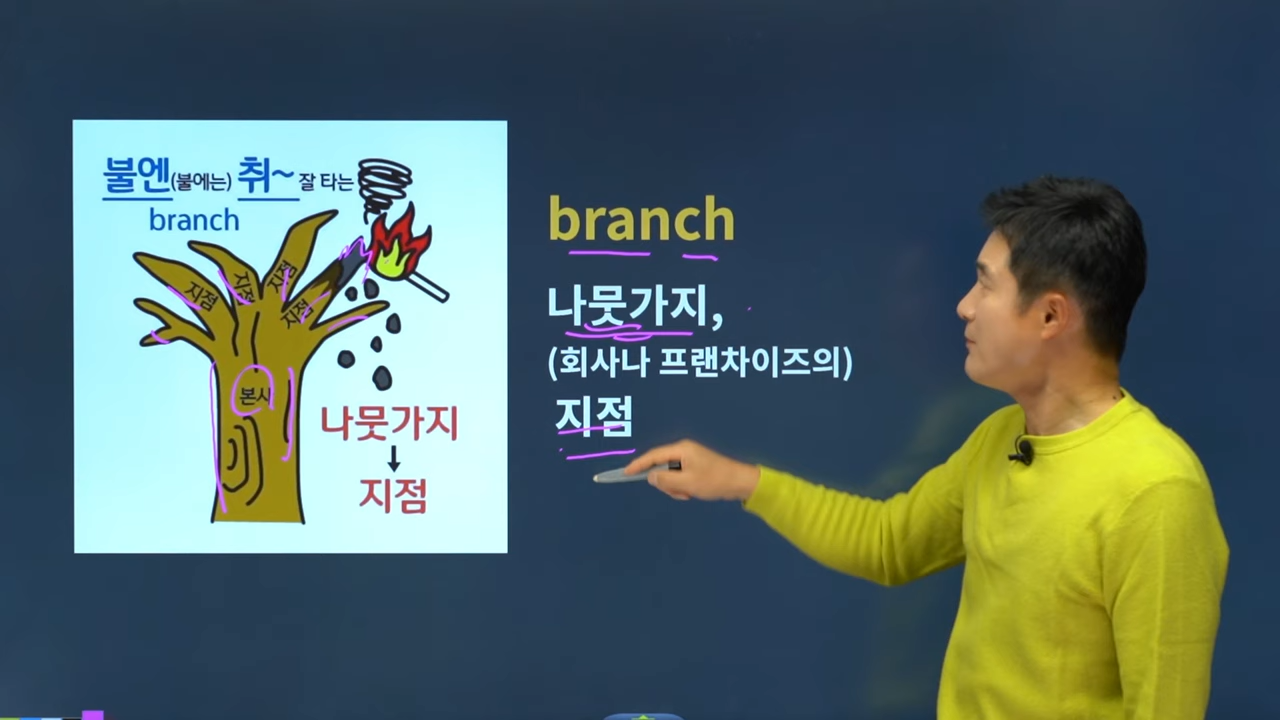 불엔(불에는) 취~ 잘 타는
branch
지점
지점
지점
지점
본사
나뭇가지
지점
branch
나뭇가지,
(회사나 프랜차이즈의)
지점